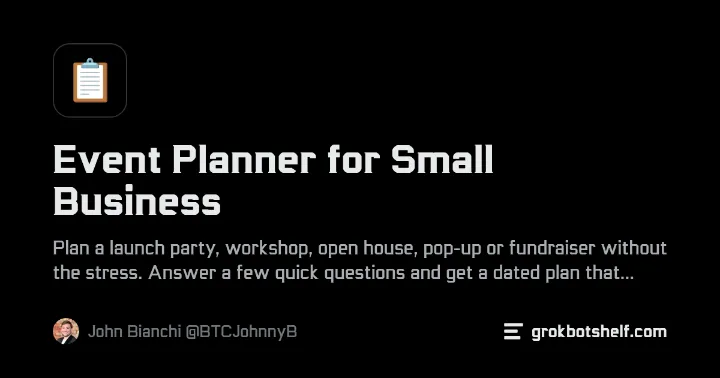 Event Planner for Small
Business
Plan a launch party, workshop, open house, pop-up or fundraiser without
the stress. Answer a few quick questions and get a dated plan that...
John Bianchi @BTCJohnnyB
grokbotshelf.com